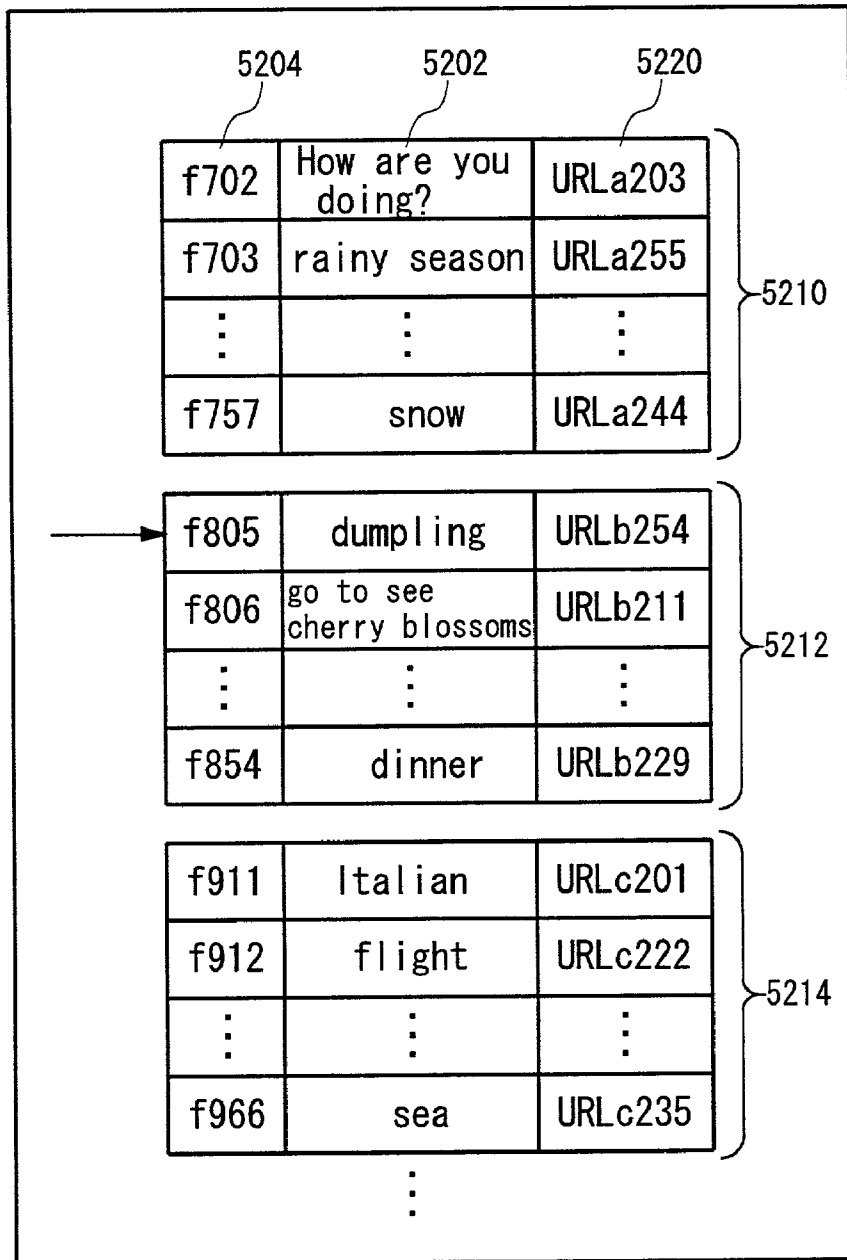 5204 5202 5220
f702 How are you doing? URLa203
f703 rainy season URLa255
5210
⋮ ⋮ ⋮
f757 snow URLa244
f805 dumpling URLb254
f806 go to see cherry blossoms URLb211
5212
⋮ ⋮ ⋮
f854 dinner URLb229
f911 Italian URLc201
f912 flight URLc222
5214
⋮ ⋮ ⋮
f966 sea URLc235
⋮